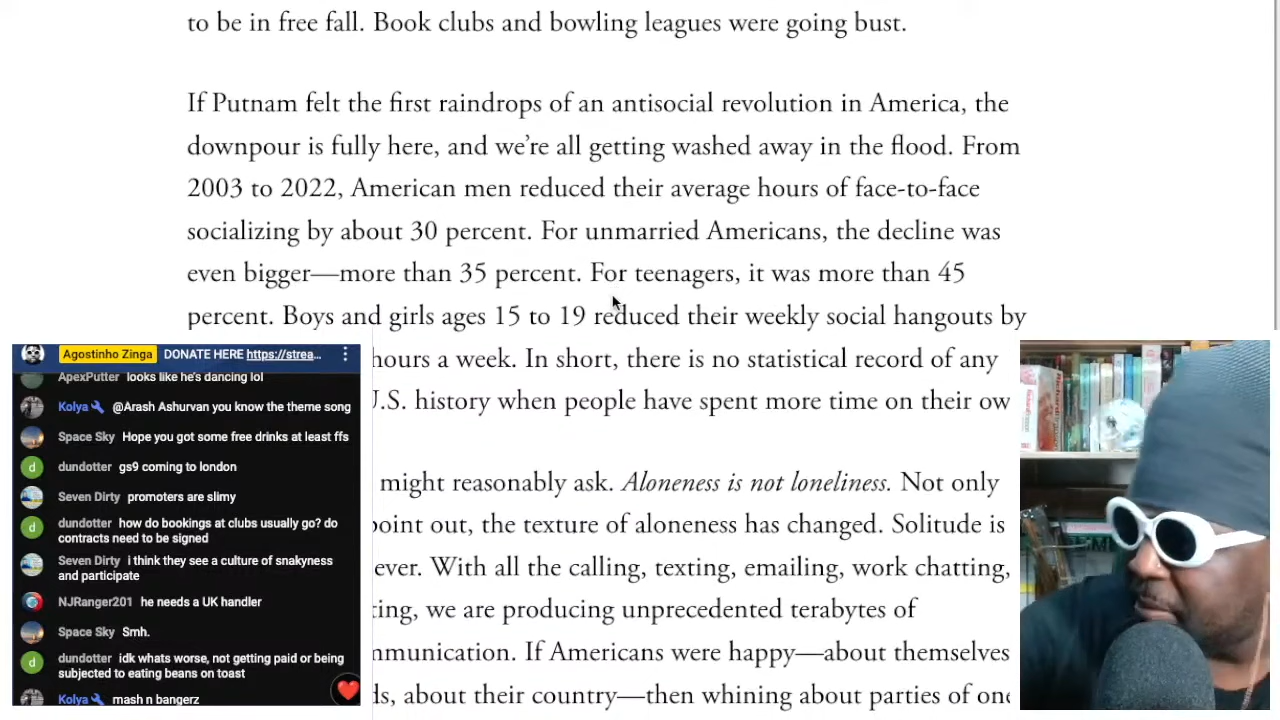 to be in free fall. Book clubs and bowling leagues were going bust.
If Putnam felt the first raindrops of an antisocial revolution in America, the
downpour is fully here, and we’re all getting washed away in the flood. From
2003 to 2022, American men reduced their average hours of face-to-face
socializing by about 30 percent. For unmarried Americans, the decline was
even bigger—more than 35 percent. For teenagers, it was more than 45
percent. Boys and girls ages 15 to 19 reduced their weekly social hangouts by
hours a week. In short, there is no statistical record of any
U.S. history when people have spent more time on their ow
might reasonably ask. Aloneness is not loneliness. Not only
point out, the texture of aloneness has changed. Solitude is
ever. With all the calling, texting, emailing, work chatting,
ting, we are producing unprecedented terabytes of
mmunication. If Americans were happy—about themselves
ds, about their country—then whining about parties of one
Agostinho Zinga DONATE HERE https://strea...
ApexPutter looks like he's dancing lol
Kolya @Arash Ashurvan you know the theme song
Space Sky Hope you got some free drinks at least ffs
dundotter gs9 coming to london
Seven Dirty promoters are slimy
dundotter how do bookings at clubs usually go? do
contracts need to be signed
Seven Dirty i think they see a culture of snakyness
and participate
NJRanger201 he needs a UK handler
Space Sky Smh.
dundotter idk whats worse, not getting paid or being
subjected to eating beans on toast
Kolya mash n bangerz